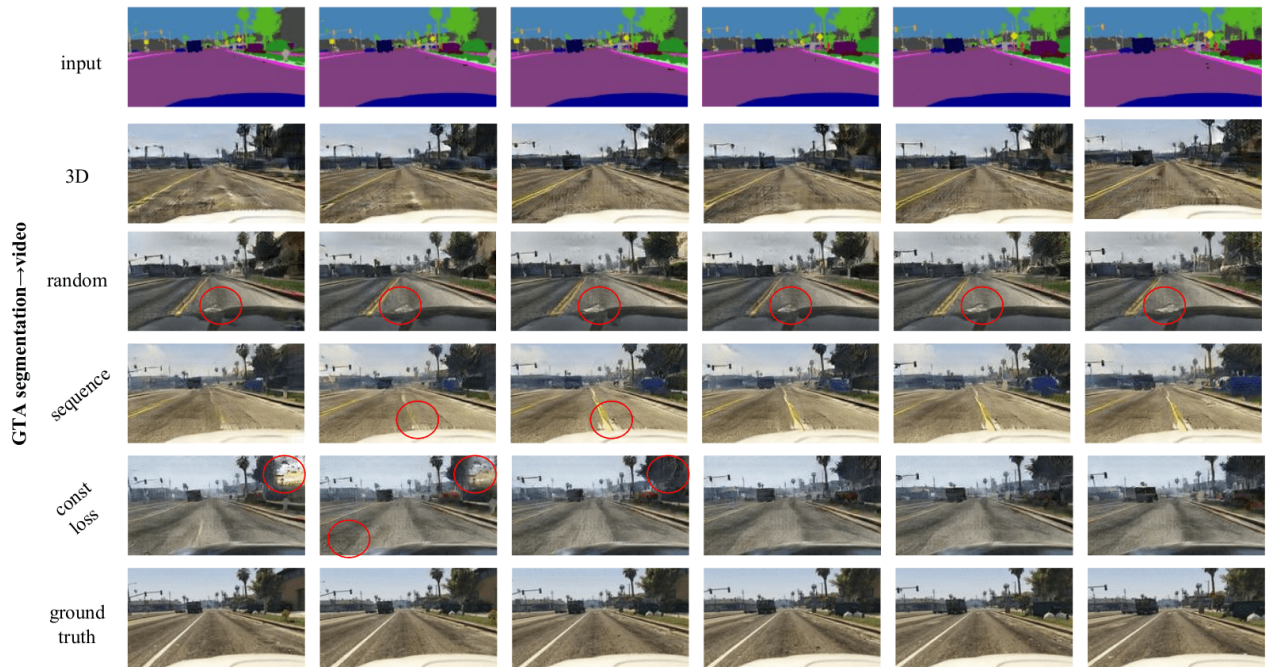 GTA segmentation→video
input
3D
random
sequence
const
loss
ground
truth